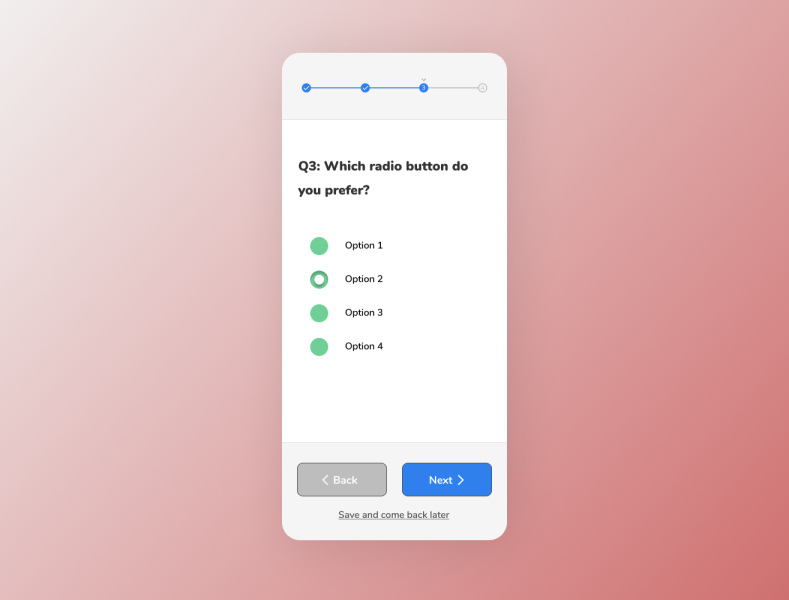 3
4
Q3: Which radio button do
you prefer?
Option 1
Option 2
Option 3
Option 4
Back
Next
Save and come back later